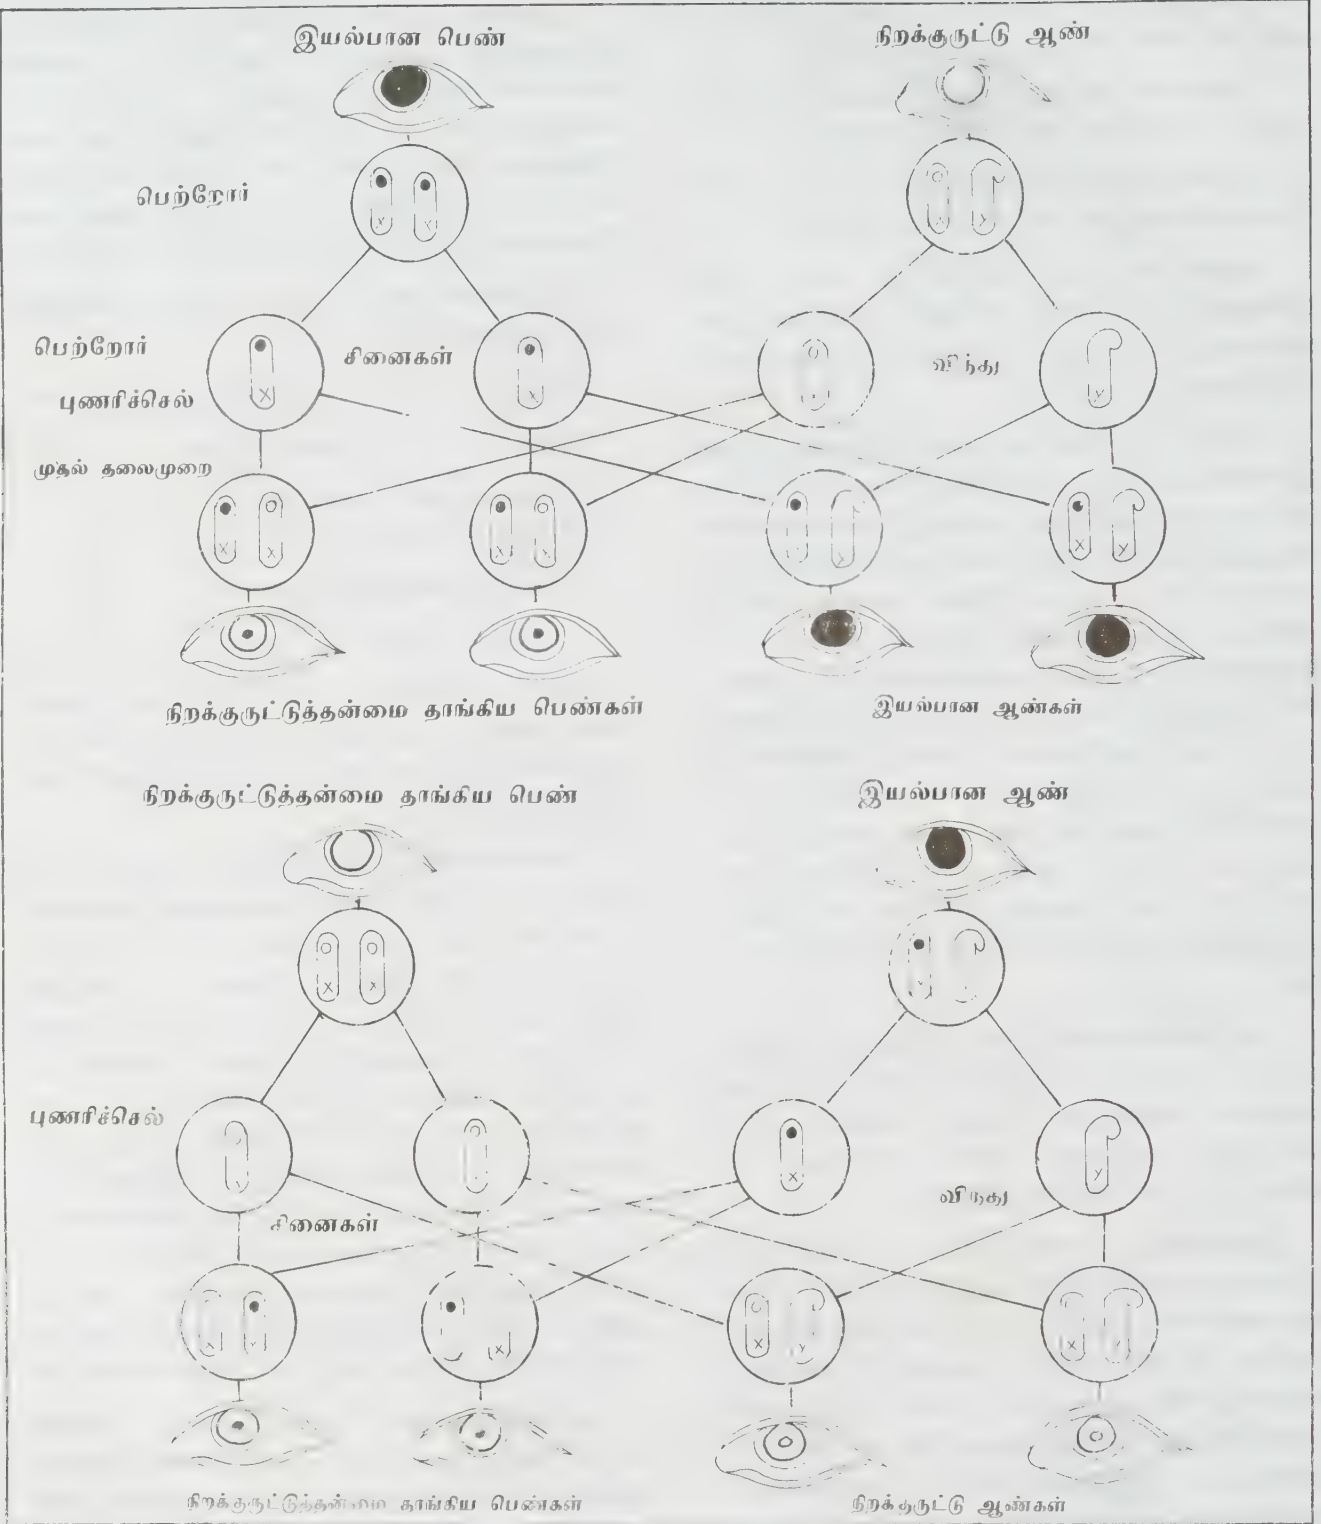 இயல்பான பெண்
நிறக்குருட்டு ஆண்
பெற்றோர்
X X
X Y
பெற்றோர்
சினைகள்
விந்து
புணரிச்செல்
X
X
Y
முதல் தலைமுறை
X X
X X
Y
X Y
நிறக்குருட்டுத்தன்மை தாங்கிய பெண்கள்
இயல்பான ஆண்கள்
நிறக்குருட்டுத்தன்மை தாங்கிய பெண்
இயல்பான ஆண்
X X
புணரிச்செல்
X
Y
விந்து
சினைகள்
X
X
X Y
X Y
நிறக்குருட்டுத்தன்மை தாங்கிய பெண்கள்
நிறக்குருட்டு ஆண்கள்